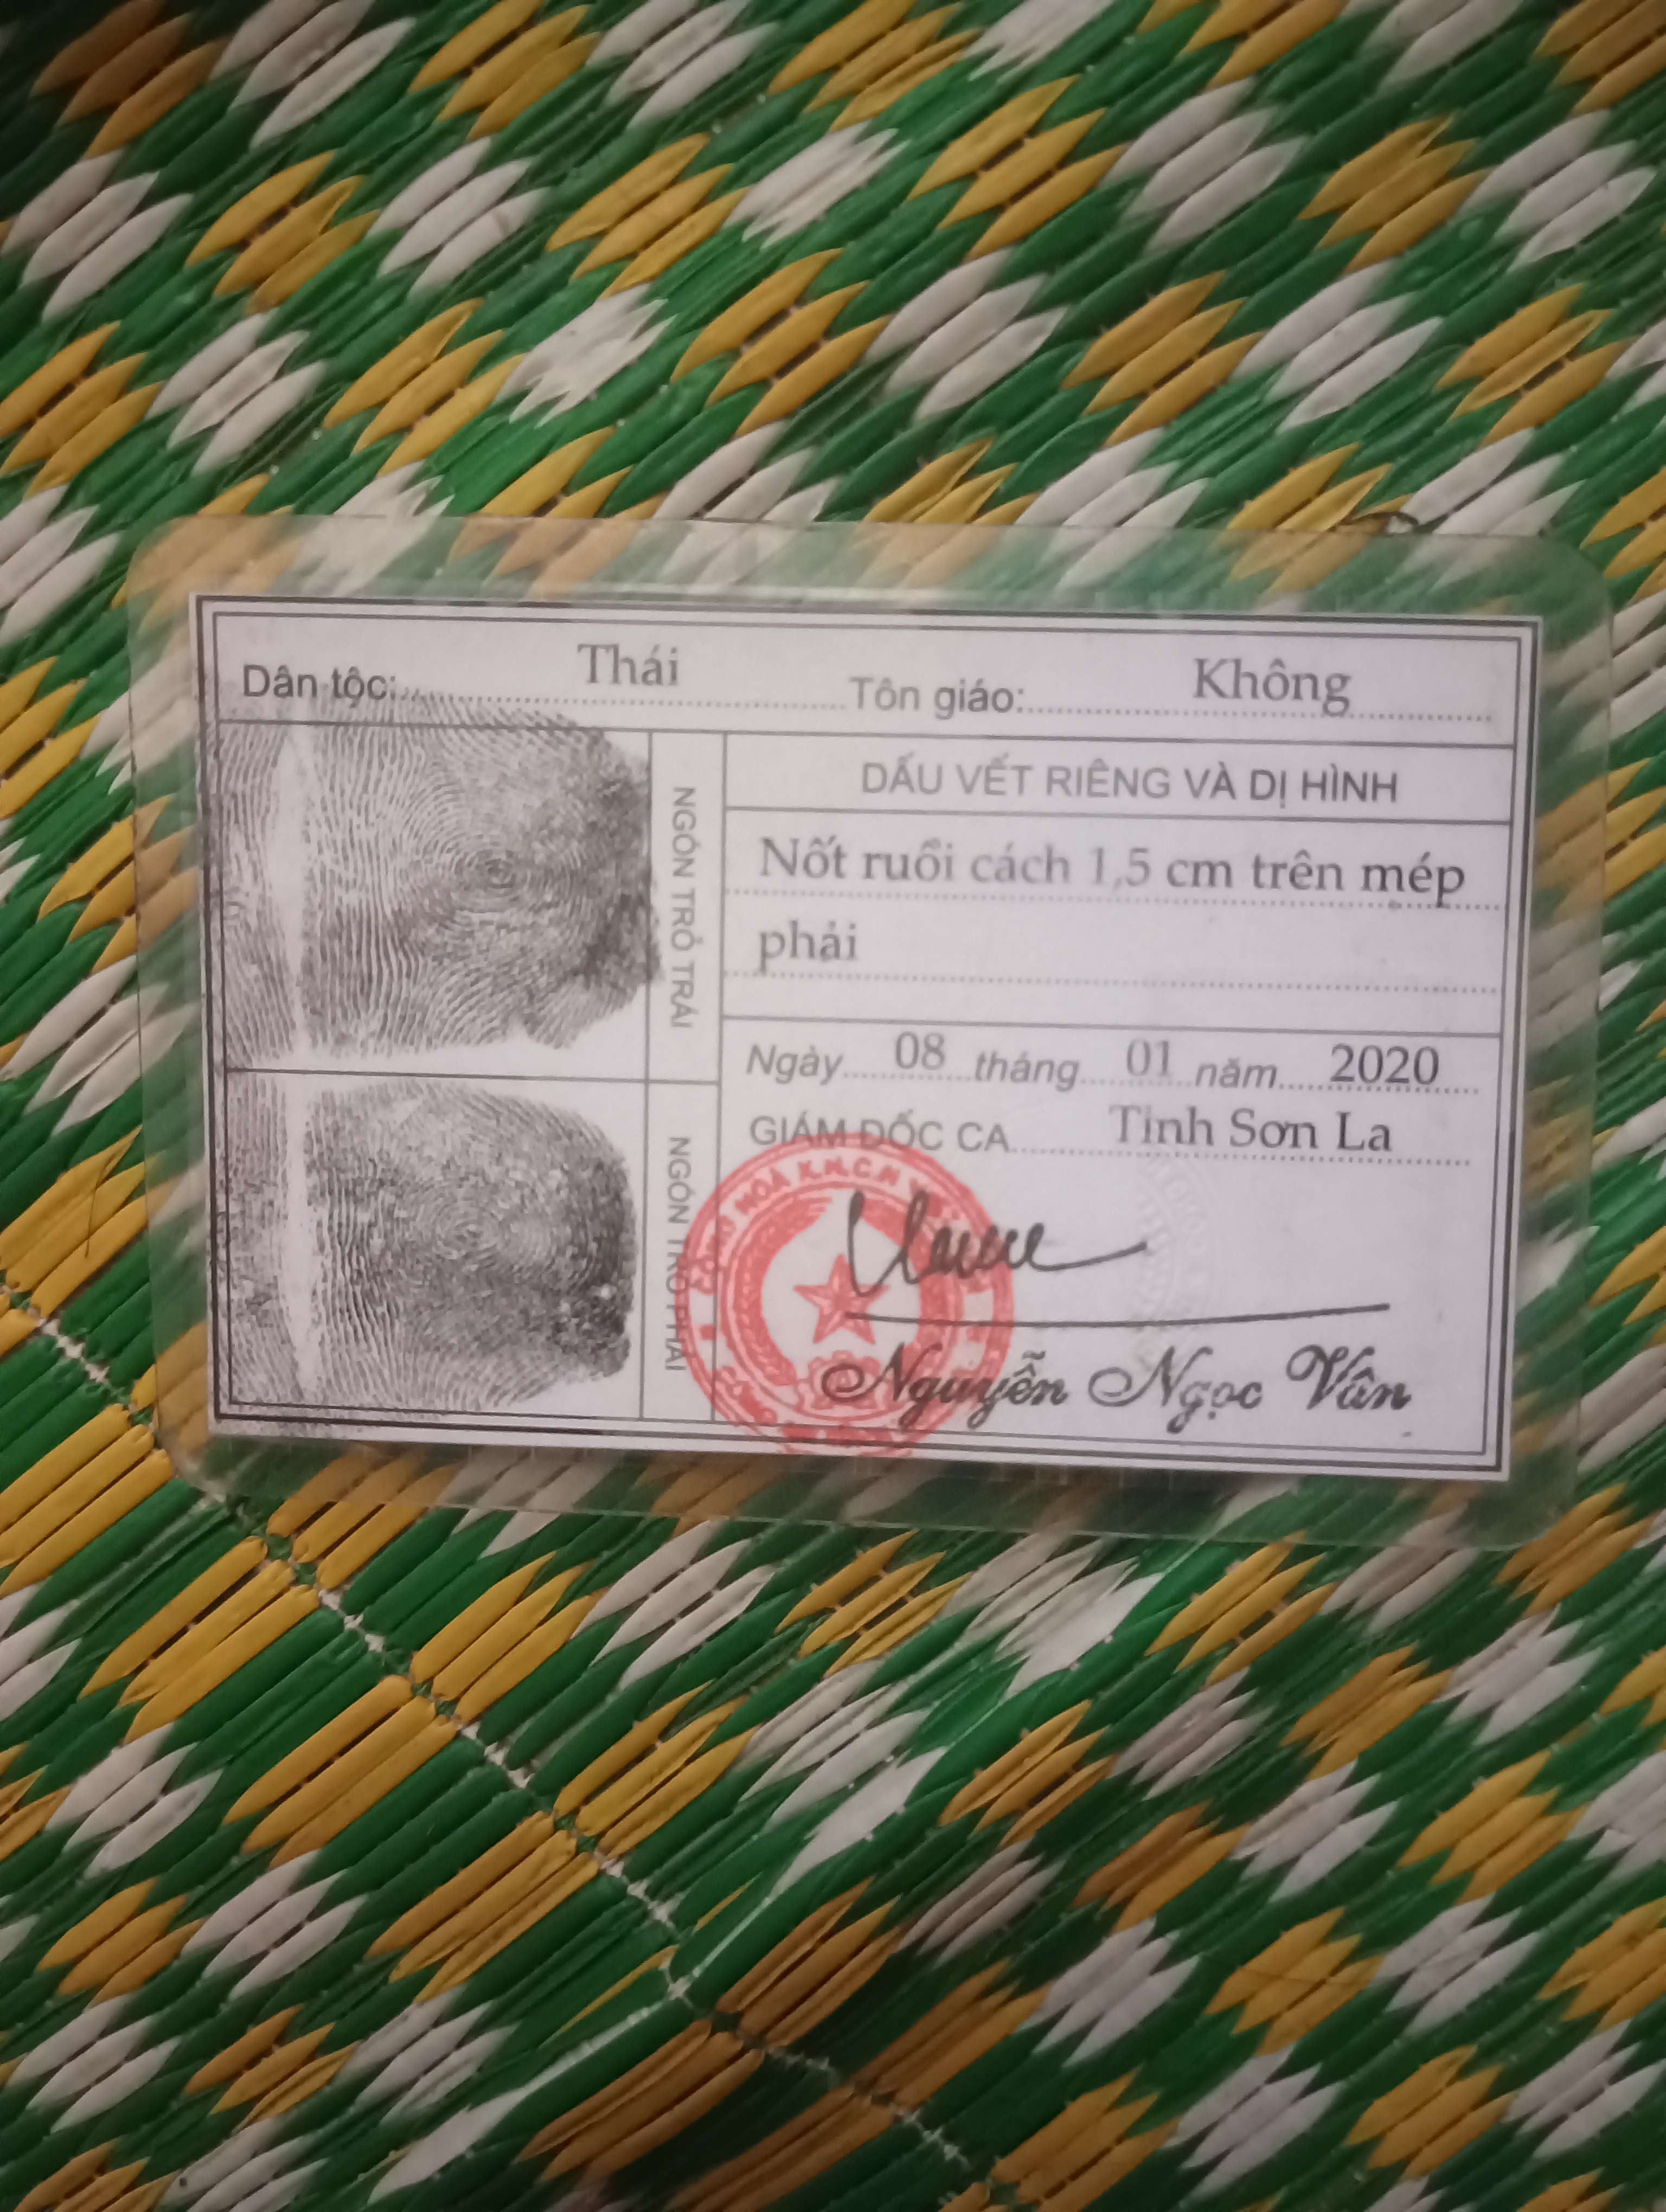 Dân tộc: Thái Tôn giáo: Không
NGÓN TRỎ TRÁI
DẤU VẾT RIÊNG VÀ DỊ HÌNH
Nốt ruồi cách 1,5 cm trên mép
phải
Ngày 08 tháng 01 năm 2020
GIÁM ĐỐC CA Tỉnh Sơn La
NGÓN TRỎ PHẢI
Nguyễn Ngọc Vân